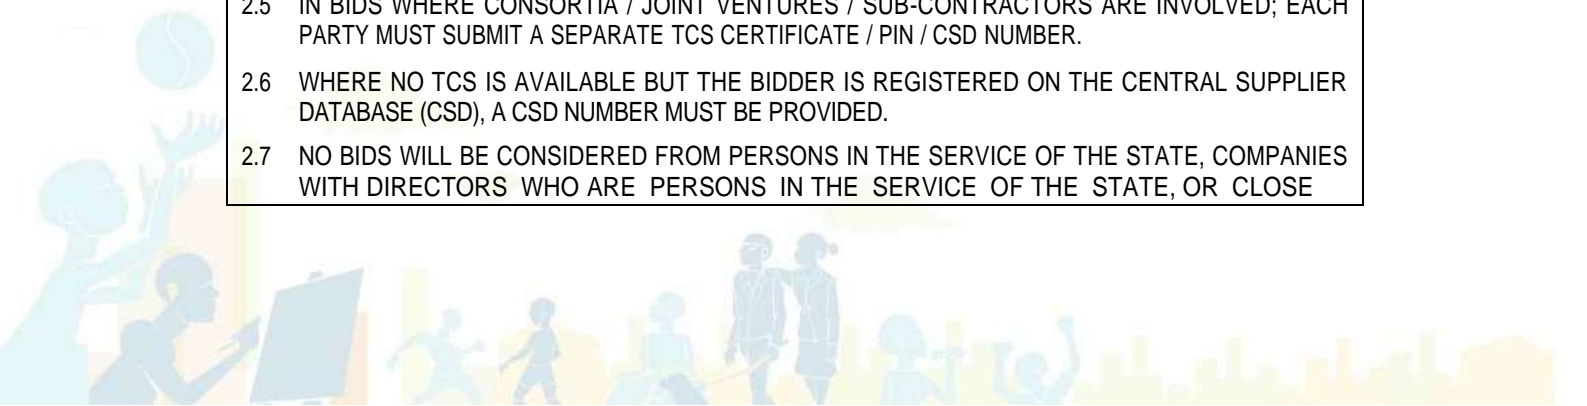 2.5 IN BIDS WHERE CONSORTIA / JOINT VENTURES / SUB-CONTRACTORS ARE INVOLVED; EACH
PARTY MUST SUBMIT A SEPARATE TCS CERTIFICATE / PIN / CSD NUMBER.
2.6 WHERE NO TCS IS AVAILABLE BUT THE BIDDER IS REGISTERED ON THE CENTRAL SUPPLIER
DATABASE (CSD), A CSD NUMBER MUST BE PROVIDED.
2.7 NO BIDS WILL BE CONSIDERED FROM PERSONS IN THE SERVICE OF THE STATE, COMPANIES
WITH DIRECTORS WHO ARE PERSONS IN THE SERVICE OF THE STATE, OR CLOSE